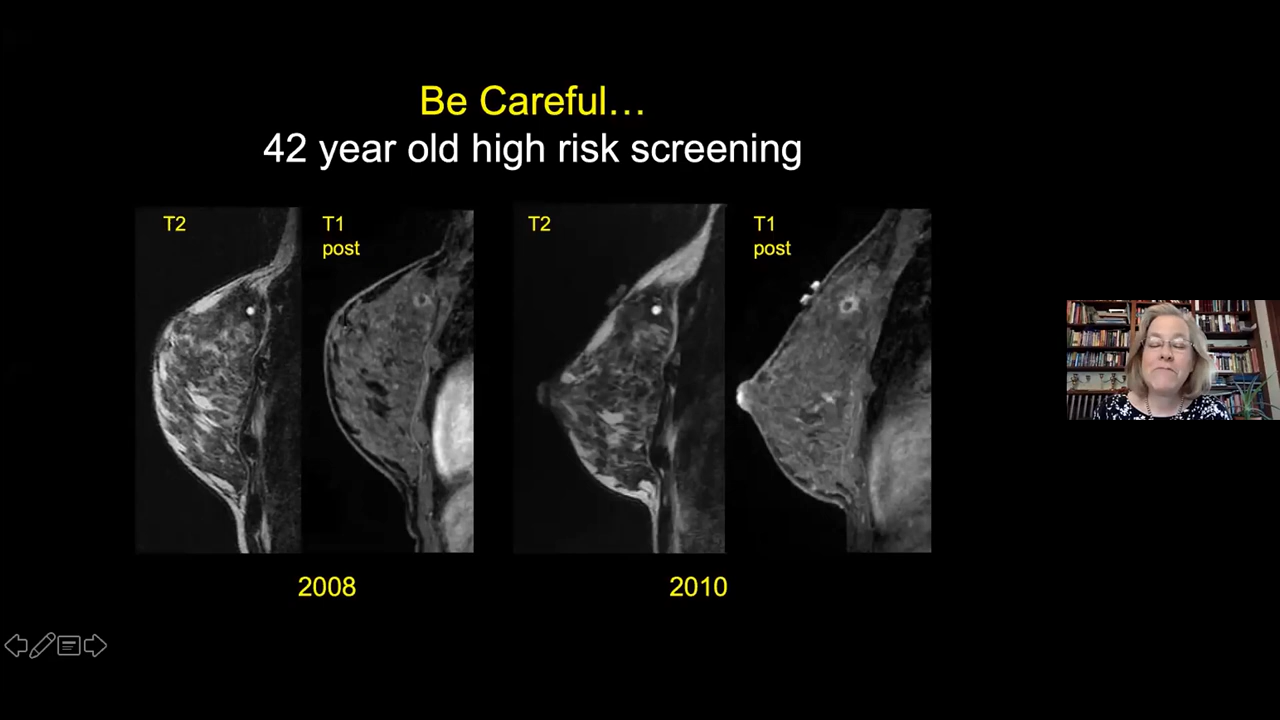 Be Careful…
42 year old high risk screening
T2
T1
post
T2
T1
post
2008
2010